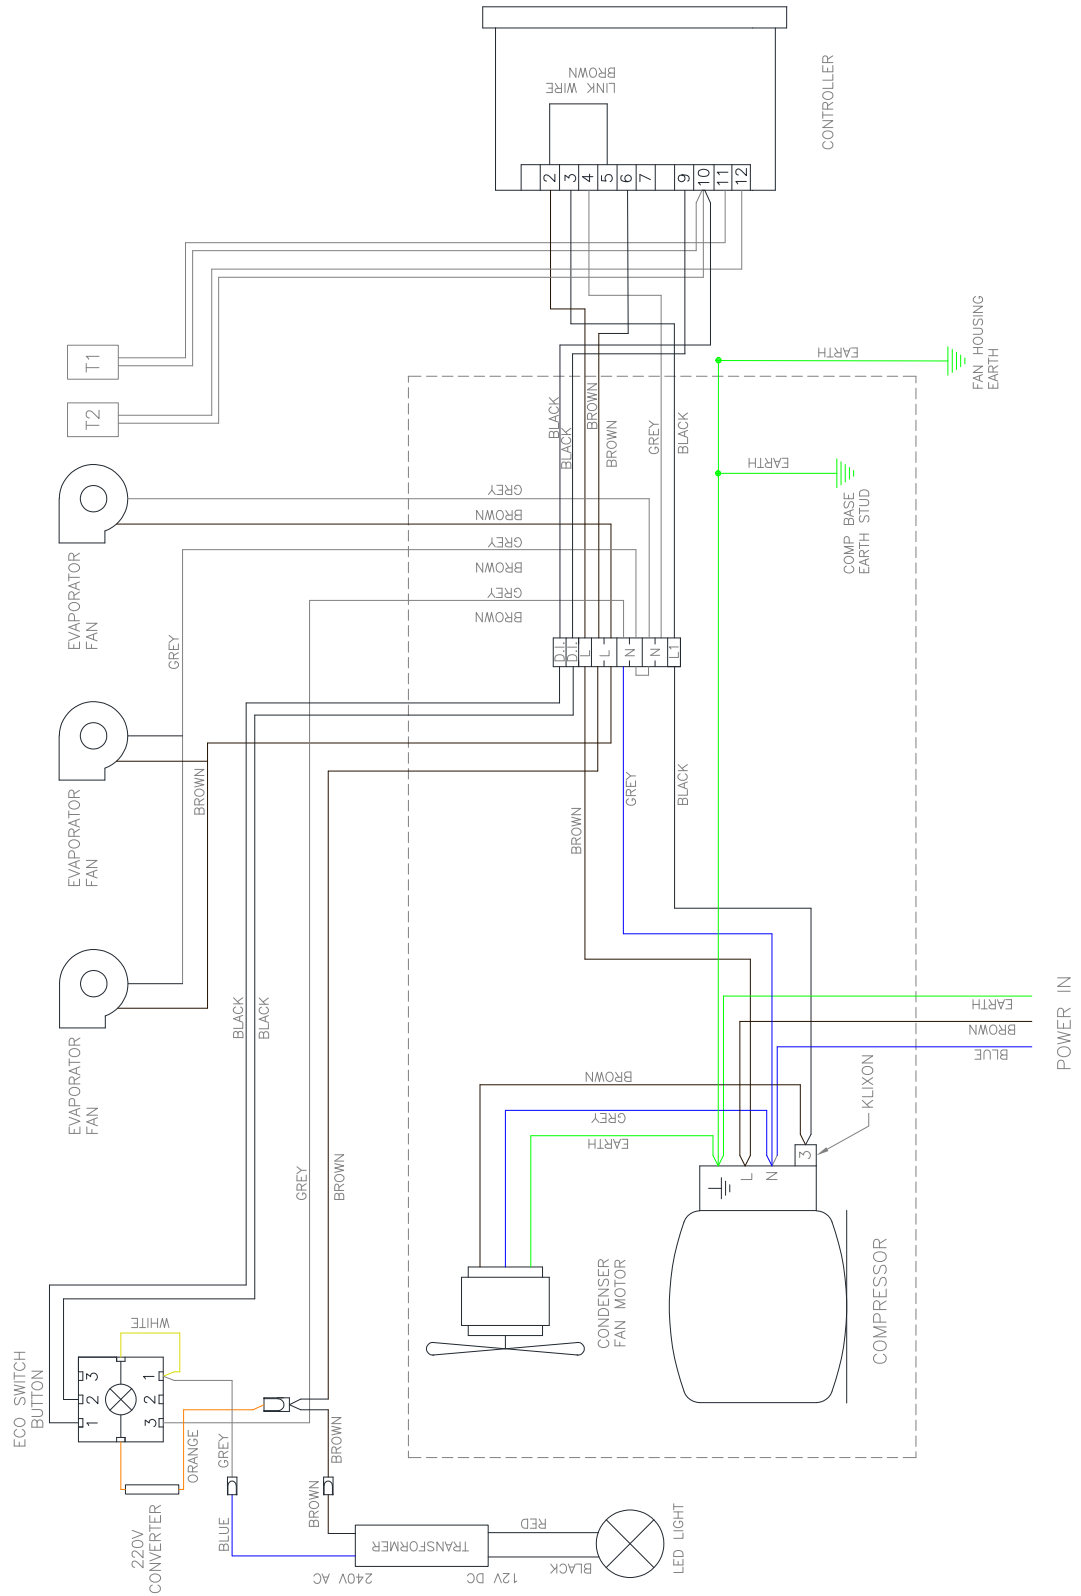 LINK WIRE
BROWN
CONTROLLER
2
3
4
5
6
7
9
10
11
12
T1
T2
EARTH
FAN HOUSING
EARTH
EARTH
COMP BASE
EARTH STUD
BLACK
BLACK
BROWN
BROWN
GREY
BLACK
GREY
BROWN
GREY
BROWN
GREY
BROWN
EVAPORATOR
FAN
GREY
EVAPORATOR
FAN
BROWN
EVAPORATOR
FAN
D.I.
D.I.
L
L
N
N
L1
BROWN
GREY
BLACK
BLACK
BLACK
GREY
BROWN
EARTH
BROWN
BLUE
POWER IN
BROWN
GREY
EARTH
KLIXON
3
L
N
CONDENSER
FAN MOTOR
COMPRESSOR
ECO SWITCH
BUTTON
WHITE
1
2
3
3
2
1
ORANGE
GREY
BROWN
220V
CONVERTER
BLUE
BROWN
TRANSFORMER
240V AC
12V DC
RED
BLACK
LED LIGHT